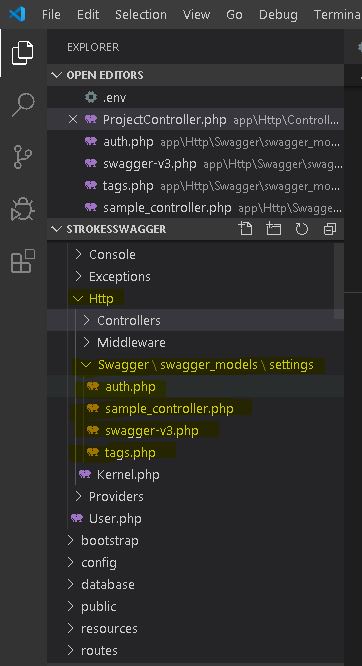 File Edit Selection View Go Debug Termina
EXPLORER
OPEN EDITORS
.env
ProjectController.php app\Http\Controll...
auth.php app\Http\Swagger\swagger_mo...
swagger-v3.php app\Http\Swagger\swag...
tags.php app\Http\Swagger\swagger_mo...
sample_controller.php app\Http\Swagge...
STROKESSWAGGER
Console
Exceptions
Http
Controllers
Middleware
Swagger \ swagger_models \ settings
auth.php
sample_controller.php
swagger-v3.php
tags.php
Kernel.php
Providers
User.php
bootstrap
config
database
public
resources
routes